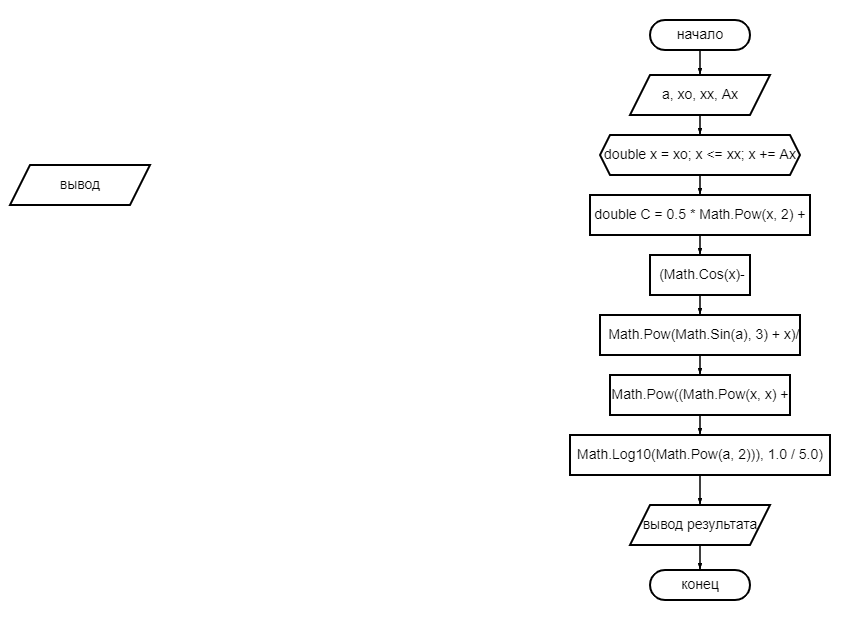 начало
a, xo, xx, Ax
double x = xo; x <= xx; x += Ax
вывод
double C = 0.5 * Math.Pow(x, 2) +
(Math.Cos(x)-
Math.Pow(Math.Sin(a), 3) + x)/
Math.Pow((Math.Pow(x, x) +
Math.Log10(Math.Pow(a, 2))), 1.0 / 5.0)
вывод результата
конец